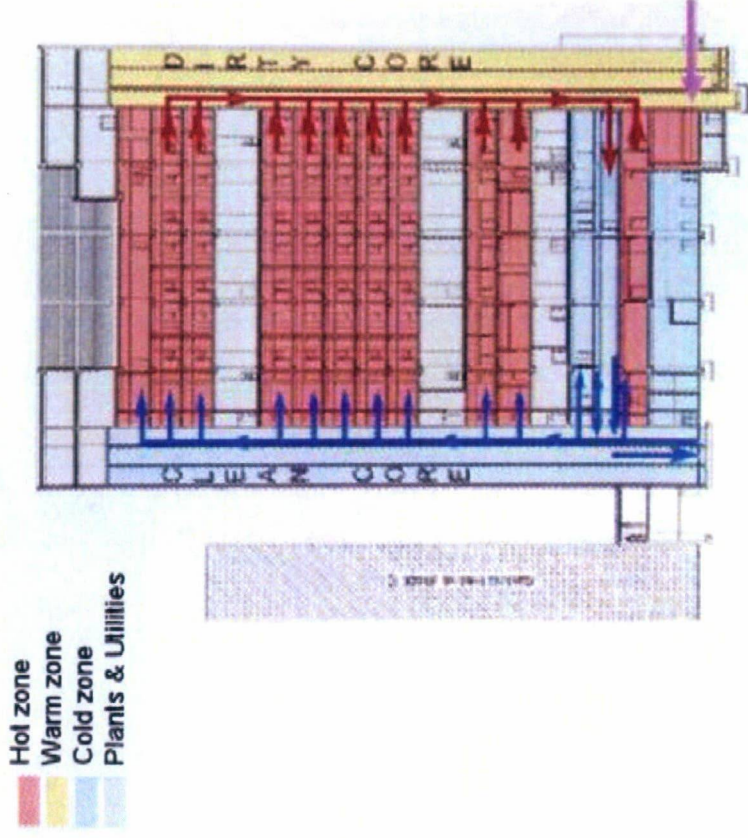 Hot zone
Warm zone
Cold zone
Plants & Utilities
CLEAN CORE
DIRTY CORE